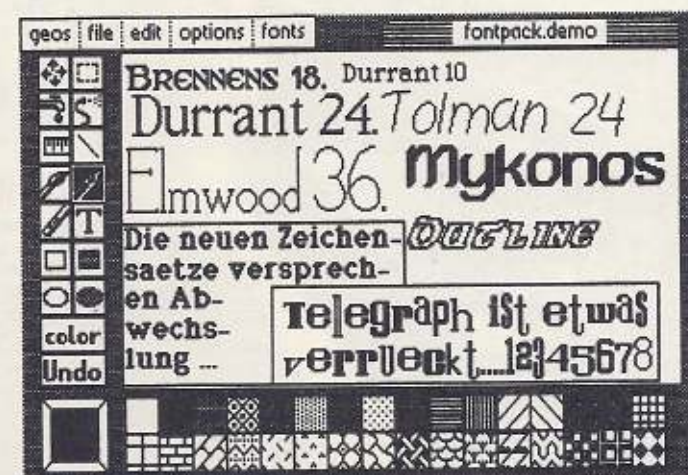 geos file edit options fonts fontpack.demo
BRENNENS 18. Durrant 10
Durrant 24. Tolman 24
Elmwood 36. Mykonos
OUTLINE
Die neuen Zeichen-
saetze versprech-
en Ab-
wechs-
lung ...
Telegraph ist etwas
verrueckt.....12345678
T
color
Undo